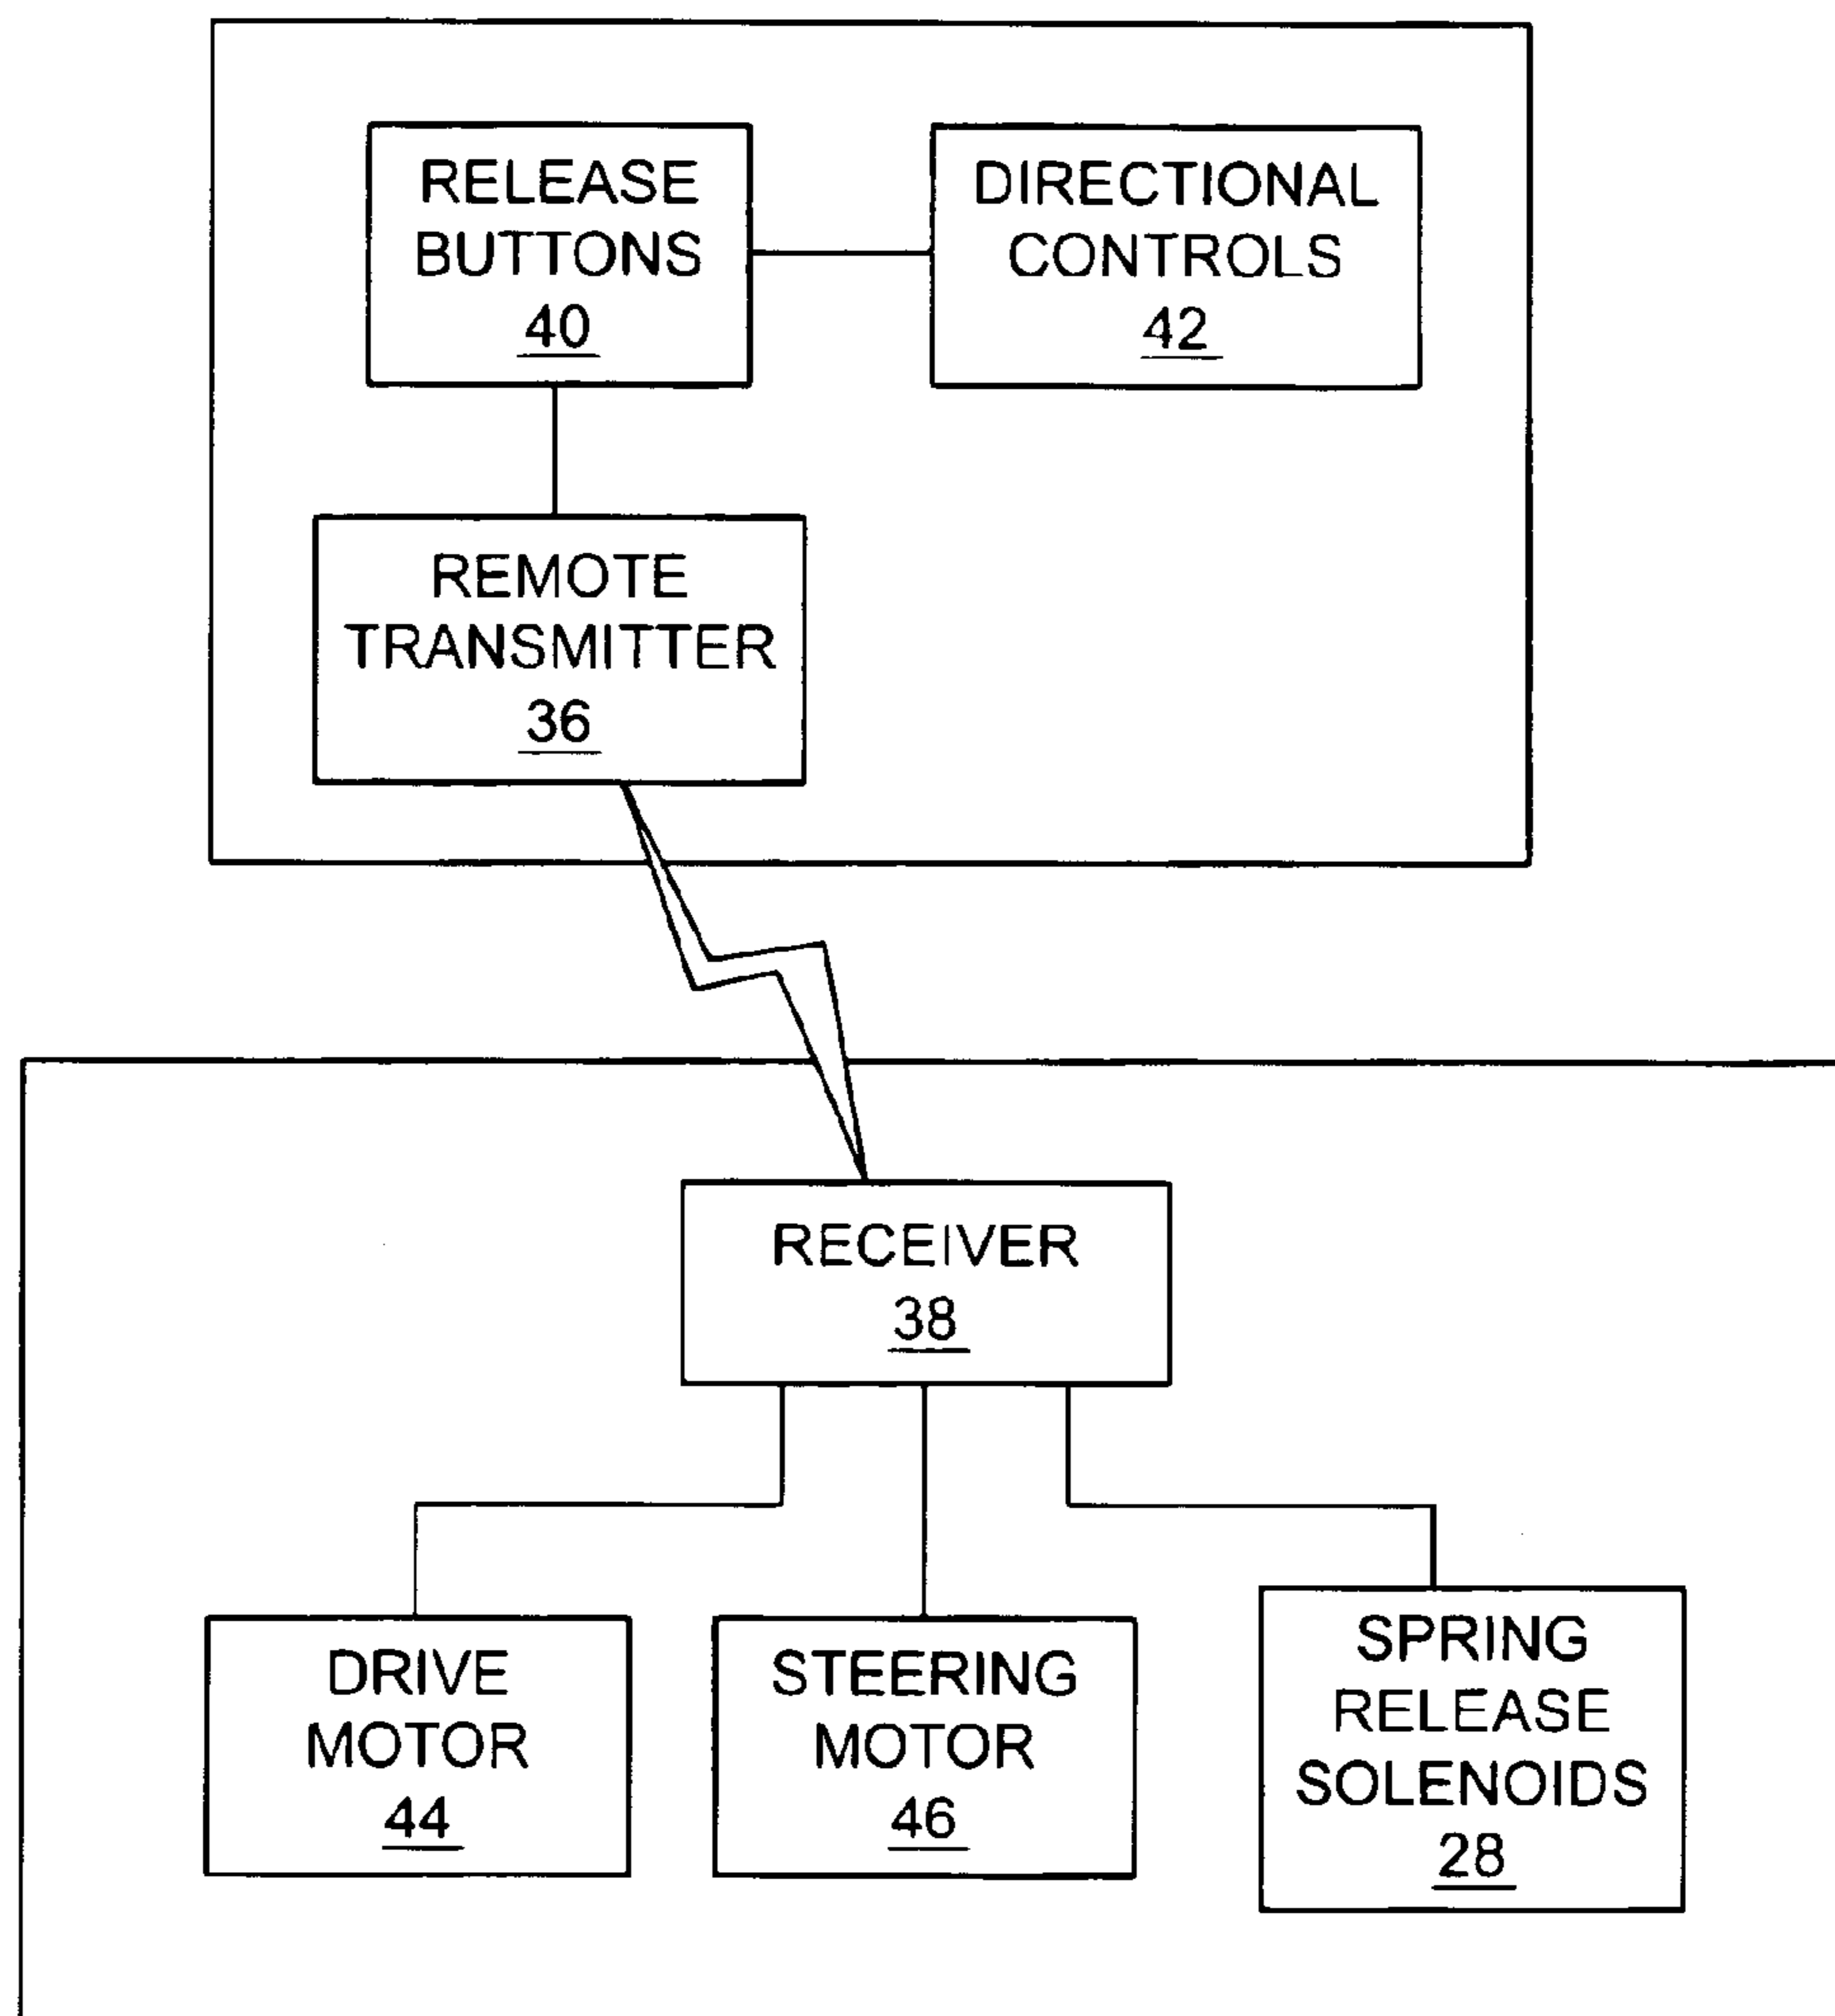 RELEASE
BUTTONS
40
DIRECTIONAL
CONTROLS
42
REMOTE
TRANSMITTER
36
RECEIVER
38
DRIVE
MOTOR
44
STEERING
MOTOR
46
SPRING
RELEASE
SOLENOIDS
28